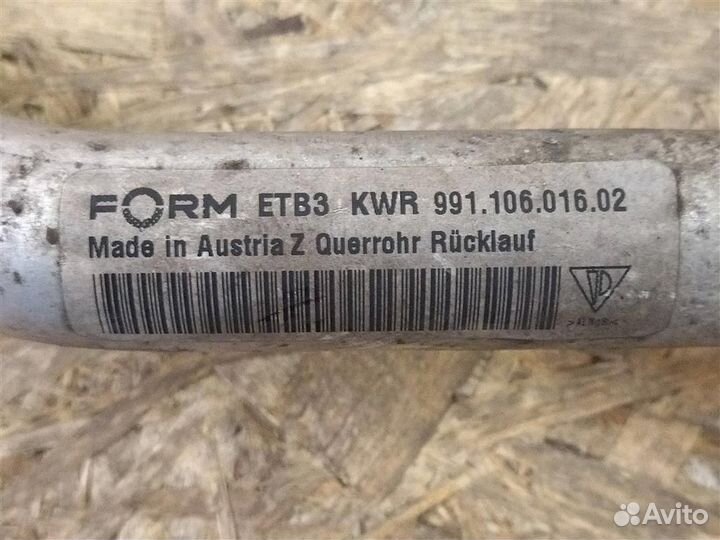 FORM ETB3 KWR 991.106.016.02
Made in Austria Z Querrohr Rücklauf
Avito